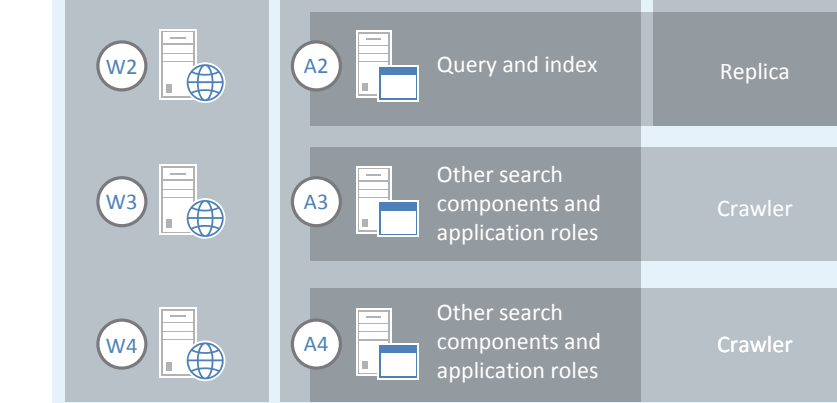 W2
A2
Query and index
Replica
W3
A3
Other search
components and
application roles
Crawler
W4
A4
Other search
components and
application roles
Crawler